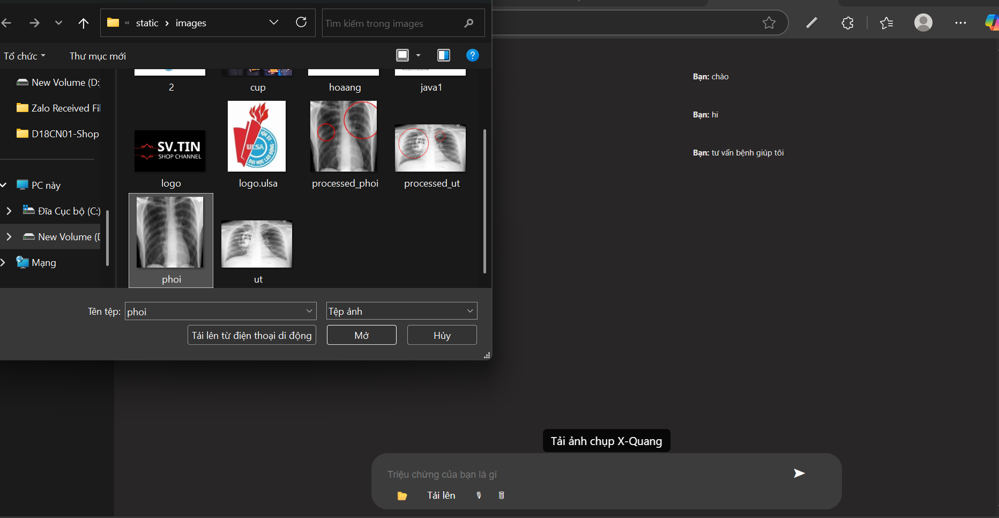 « static › images
Tìm kiếm trong images
Tổ chức
Thư mục mới
New Volume (D:
Zalo Received Fil
D18CN01-Shop
PC này
Đĩa Cục bộ (C:)
New Volume (D
Mạng
2
cup
hoaang
java1
SV.TIN
SHOP CHANNEL
ULSA
ĐẠI HỌC LAO ĐỘNG
logo
logo.ulsa
processed_phoi
processed_ut
phoi
ut
Tên tệp:
phoi
Tệp ảnh
Tải lên từ điện thoại di động
Mở
Hủy
Bạn: chào
Bạn: hi
Bạn: tư vấn bệnh giúp tôi
Tải ảnh chụp X-Quang
Triệu chứng của bạn là gì
Tải lên